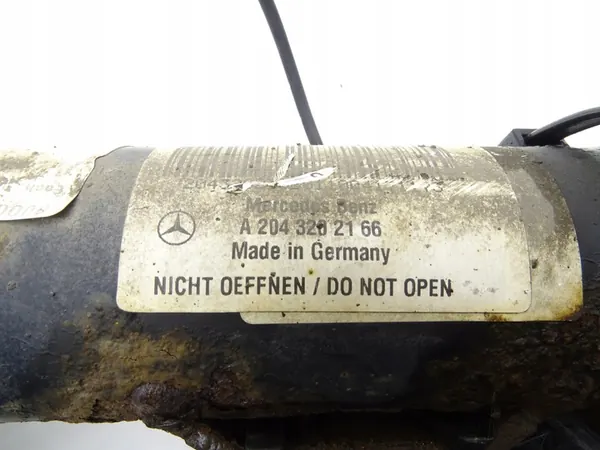 Mercedes Benz
A 204 320 21 66
Made in Germany
NICHT OEFFNEN / DO NOT OPEN